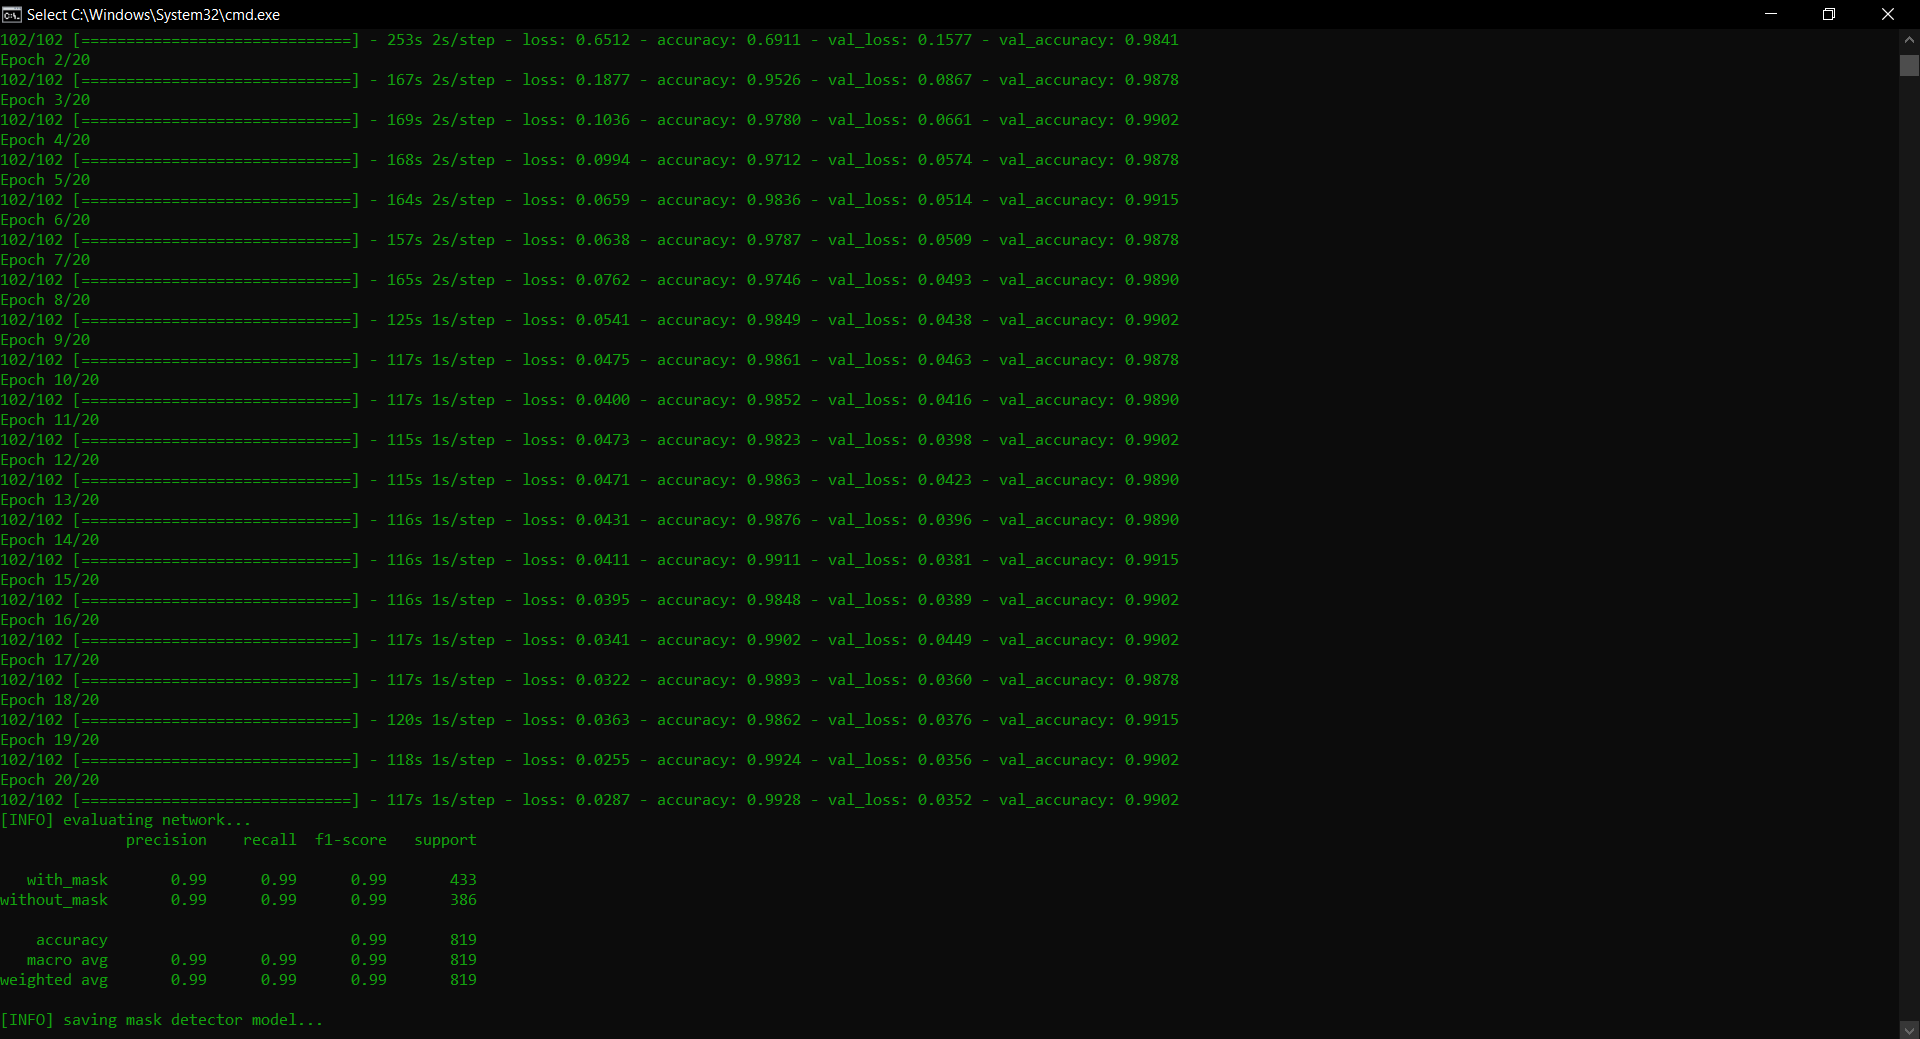 Select C:\Windows\System32\cmd.exe
102/102 [==============================] - 253s 2s/step - loss: 0.6512 - accuracy: 0.6911 - val_loss: 0.1577 - val_accuracy: 0.9841
Epoch 2/20
102/102 [==============================] - 167s 2s/step - loss: 0.1877 - accuracy: 0.9526 - val_loss: 0.0867 - val_accuracy: 0.9878
Epoch 3/20
102/102 [==============================] - 169s 2s/step - loss: 0.1036 - accuracy: 0.9780 - val_loss: 0.0661 - val_accuracy: 0.9902
Epoch 4/20
102/102 [==============================] - 168s 2s/step - loss: 0.0994 - accuracy: 0.9712 - val_loss: 0.0574 - val_accuracy: 0.9878
Epoch 5/20
102/102 [==============================] - 164s 2s/step - loss: 0.0659 - accuracy: 0.9836 - val_loss: 0.0514 - val_accuracy: 0.9915
Epoch 6/20
102/102 [==============================] - 157s 2s/step - loss: 0.0638 - accuracy: 0.9787 - val_loss: 0.0509 - val_accuracy: 0.9878
Epoch 7/20
102/102 [==============================] - 165s 2s/step - loss: 0.0762 - accuracy: 0.9746 - val_loss: 0.0493 - val_accuracy: 0.9890
Epoch 8/20
102/102 [==============================] - 125s 1s/step - loss: 0.0541 - accuracy: 0.9849 - val_loss: 0.0438 - val_accuracy: 0.9902
Epoch 9/20
102/102 [==============================] - 117s 1s/step - loss: 0.0475 - accuracy: 0.9861 - val_loss: 0.0463 - val_accuracy: 0.9878
Epoch 10/20
102/102 [==============================] - 117s 1s/step - loss: 0.0400 - accuracy: 0.9852 - val_loss: 0.0416 - val_accuracy: 0.9890
Epoch 11/20
102/102 [==============================] - 115s 1s/step - loss: 0.0473 - accuracy: 0.9823 - val_loss: 0.0398 - val_accuracy: 0.9902
Epoch 12/20
102/102 [==============================] - 115s 1s/step - loss: 0.0471 - accuracy: 0.9863 - val_loss: 0.0423 - val_accuracy: 0.9890
Epoch 13/20
102/102 [==============================] - 116s 1s/step - loss: 0.0431 - accuracy: 0.9876 - val_loss: 0.0396 - val_accuracy: 0.9890
Epoch 14/20
102/102 [==============================] - 116s 1s/step - loss: 0.0411 - accuracy: 0.9911 - val_loss: 0.0381 - val_accuracy: 0.9915
Epoch 15/20
102/102 [==============================] - 116s 1s/step - loss: 0.0395 - accuracy: 0.9848 - val_loss: 0.0389 - val_accuracy: 0.9902
Epoch 16/20
102/102 [==============================] - 117s 1s/step - loss: 0.0341 - accuracy: 0.9902 - val_loss: 0.0449 - val_accuracy: 0.9902
Epoch 17/20
102/102 [==============================] - 117s 1s/step - loss: 0.0322 - accuracy: 0.9893 - val_loss: 0.0360 - val_accuracy: 0.9878
Epoch 18/20
102/102 [==============================] - 120s 1s/step - loss: 0.0363 - accuracy: 0.9862 - val_loss: 0.0376 - val_accuracy: 0.9915
Epoch 19/20
102/102 [==============================] - 118s 1s/step - loss: 0.0255 - accuracy: 0.9924 - val_loss: 0.0356 - val_accuracy: 0.9902
Epoch 20/20
102/102 [==============================] - 117s 1s/step - loss: 0.0287 - accuracy: 0.9928 - val_loss: 0.0352 - val_accuracy: 0.9902
[INFO] evaluating network...
              precision    recall  f1-score   support
   with_mask       0.99      0.99      0.99       433
without_mask       0.99      0.99      0.99       386
    accuracy                           0.99       819
   macro avg       0.99      0.99      0.99       819
weighted avg       0.99      0.99      0.99       819
[INFO] saving mask detector model...